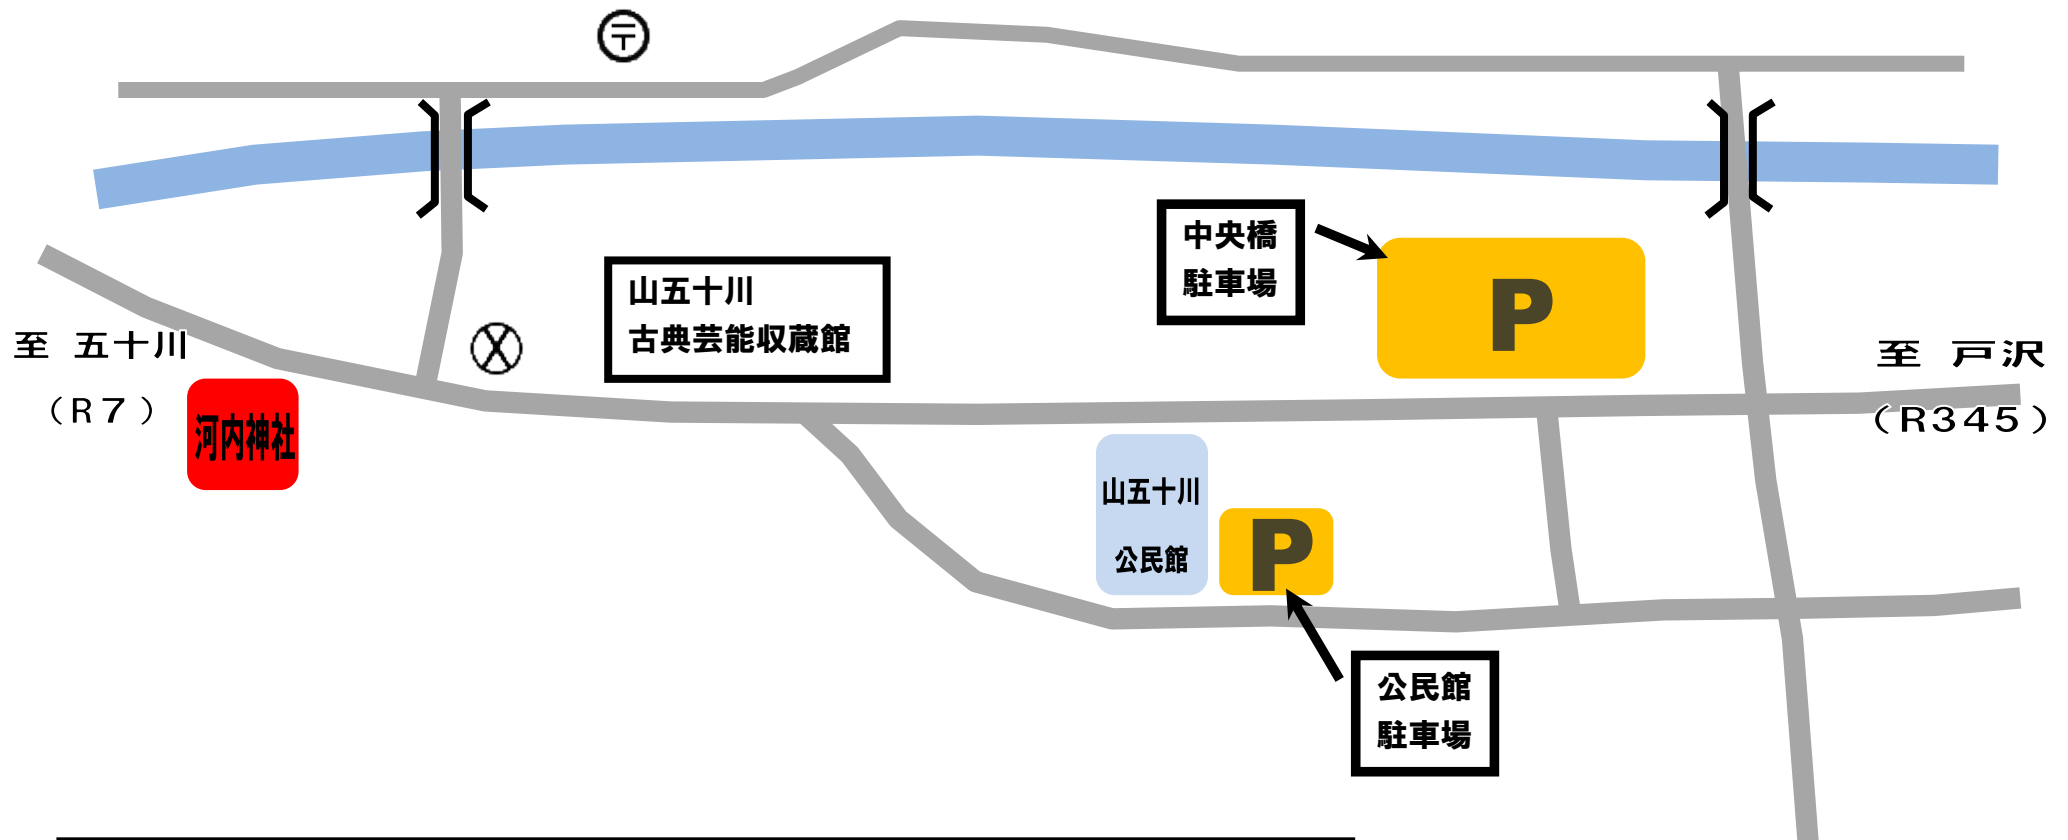 〒
山五十川
古典芸能収蔵館
中央橋
駐車場
P
至 五十川
（R7）
河内神社
至 戸沢
（R345）
山五十川
公民館
P
公民館
駐車場